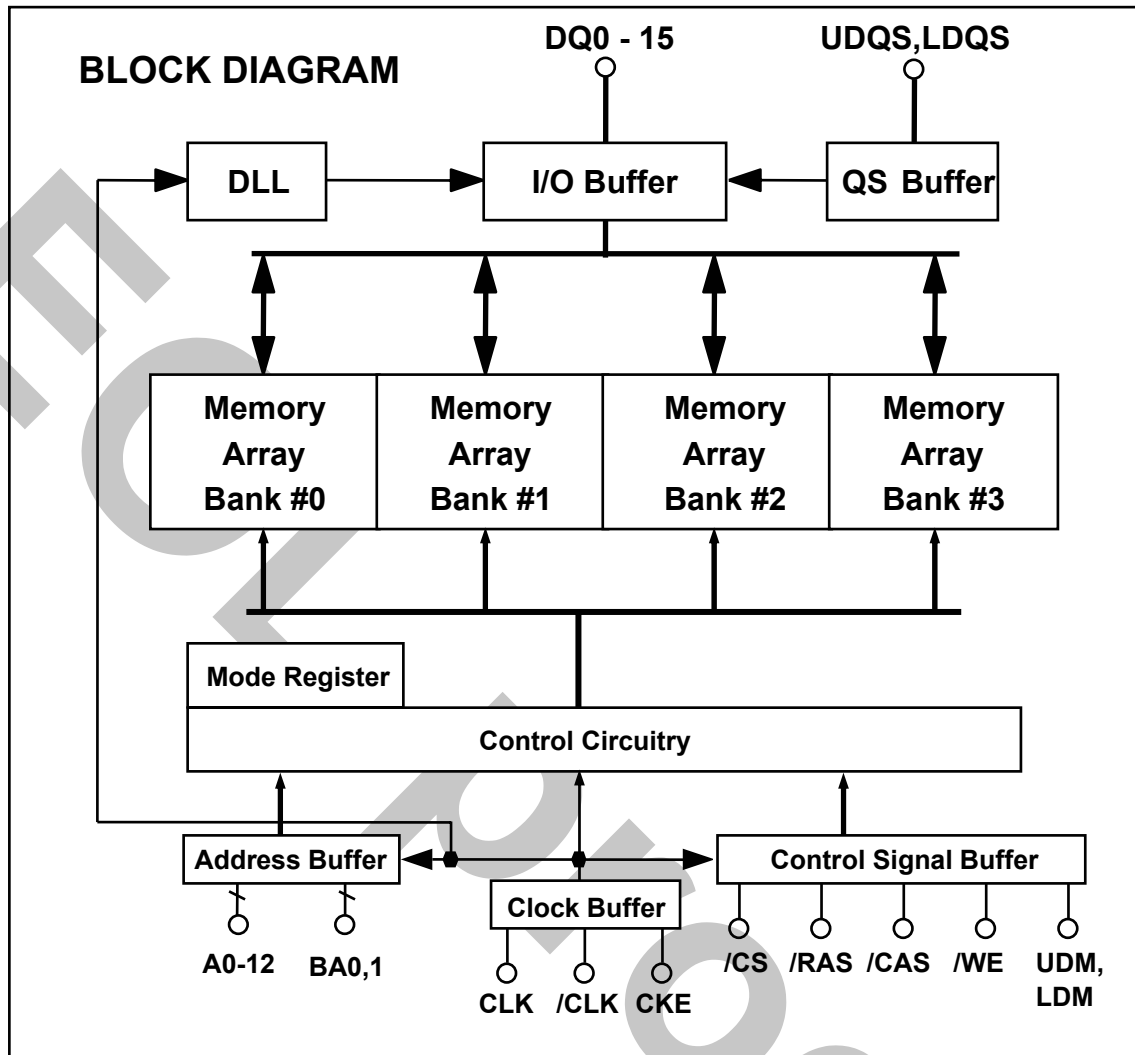 BLOCK DIAGRAM
DQ0 - 15
UDQS,LDQS
DLL
I/O Buffer
QS Buffer
Memory
Array
Bank #0
Memory
Array
Bank #1
Memory
Array
Bank #2
Memory
Array
Bank #3
Mode Register
Control Circuitry
Address Buffer
Clock Buffer
Control Signal Buffer
A0-12
BA0,1
CLK
/CLK
CKE
/CS
/RAS
/CAS
/WE
UDM,
LDM